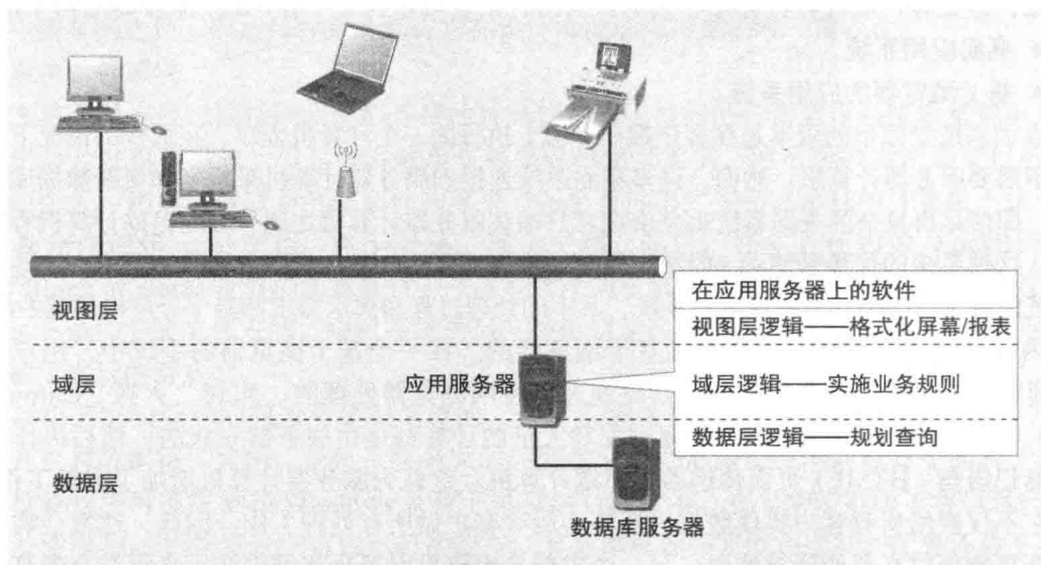 在应用服务器上的软件
视图层
视图层逻辑——格式化屏幕/报表
域层
应用服务器
域层逻辑——实施业务规则
数据层逻辑——规划查询
数据层
数据库服务器